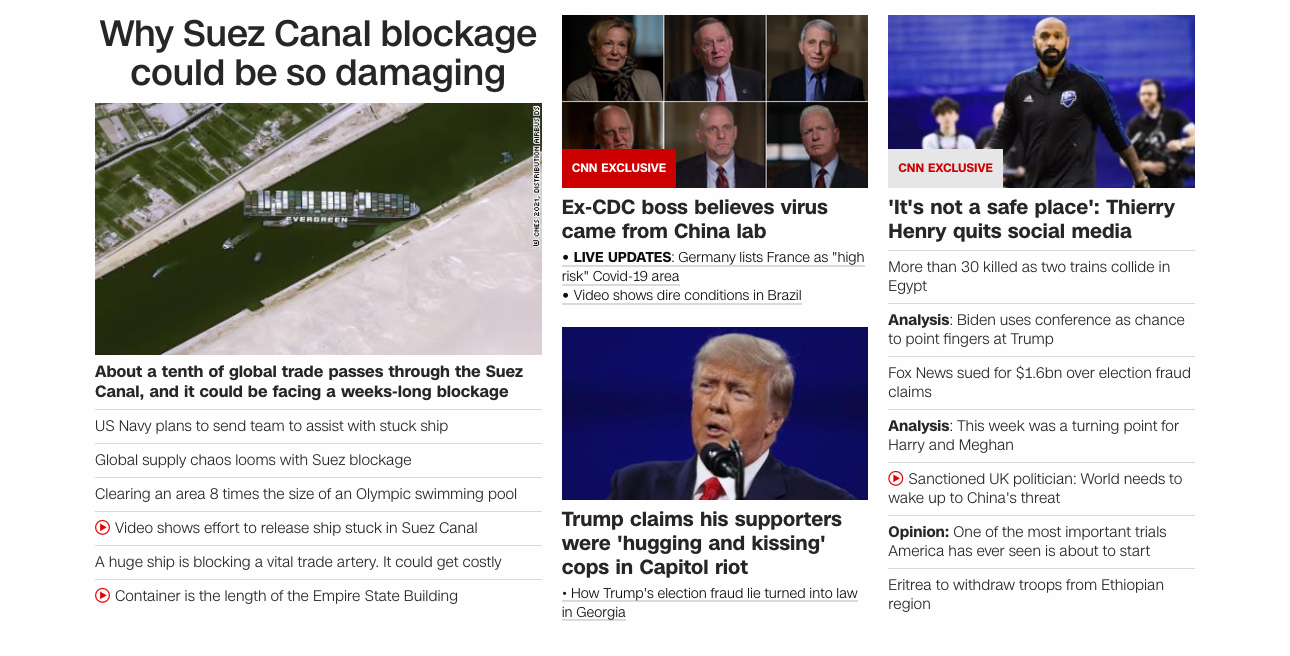 Why Suez Canal blockage
could be so damaging
© CNES 2021, DISTRIBUTION AIRBUS DS
EVERGREEN
About a tenth of global trade passes through the Suez
Canal, and it could be facing a weeks-long blockage
US Navy plans to send team to assist with stuck ship
Global supply chaos looms with Suez blockage
Clearing an area 8 times the size of an Olympic swimming pool
Video shows effort to release ship stuck in Suez Canal
A huge ship is blocking a vital trade artery. It could get costly
Container is the length of the Empire State Building
CNN EXCLUSIVE
Ex-CDC boss believes virus
came from China lab
• LIVE UPDATES: Germany lists France as "high
risk" Covid-19 area
• Video shows dire conditions in Brazil
Trump claims his supporters
were 'hugging and kissing'
cops in Capitol riot
• How Trump's election fraud lie turned into law
in Georgia
CNN EXCLUSIVE
'It's not a safe place': Thierry
Henry quits social media
More than 30 killed as two trains collide in
Egypt
Analysis: Biden uses conference as chance
to point fingers at Trump
Fox News sued for $1.6bn over election fraud
claims
Analysis: This week was a turning point for
Harry and Meghan
Sanctioned UK politician: World needs to
wake up to China's threat
Opinion: One of the most important trials
America has ever seen is about to start
Eritrea to withdraw troops from Ethiopian
region